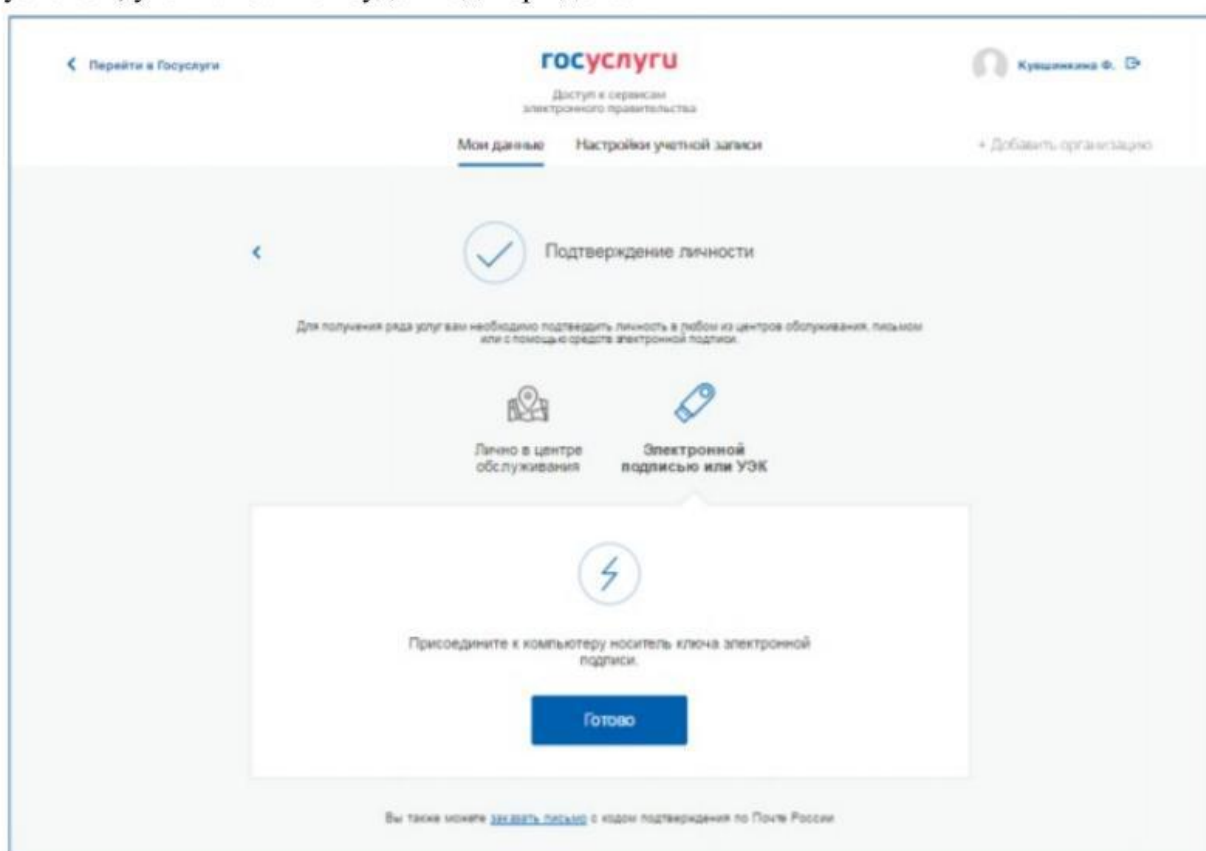 Перейти в Госуслуги
госуслуги
Кувшинкина Ф.
Доступ к сервисам
электронного правительства
Мои данные Настройки учетной записи
+ Добавить организацию
Подтверждение личности
Для получения ряда услуг вам необходимо подтвердить личность в любом из центров обслуживания, письмом
или с помощью средств электронной подписи.
Лично в центре
обслуживания
Электронной
подписью или УЭК
Присоедините к компьютеру носитель ключа электронной
подписи.
Готово
Вы также можете заказать письмо с кодом подтверждения по Почте России